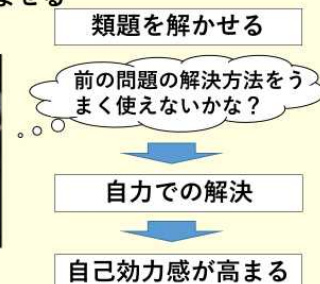 類題を解かせる
前の問題の解決方法をう
まく使えないかな？
自力での解決
自己効力感が高まる